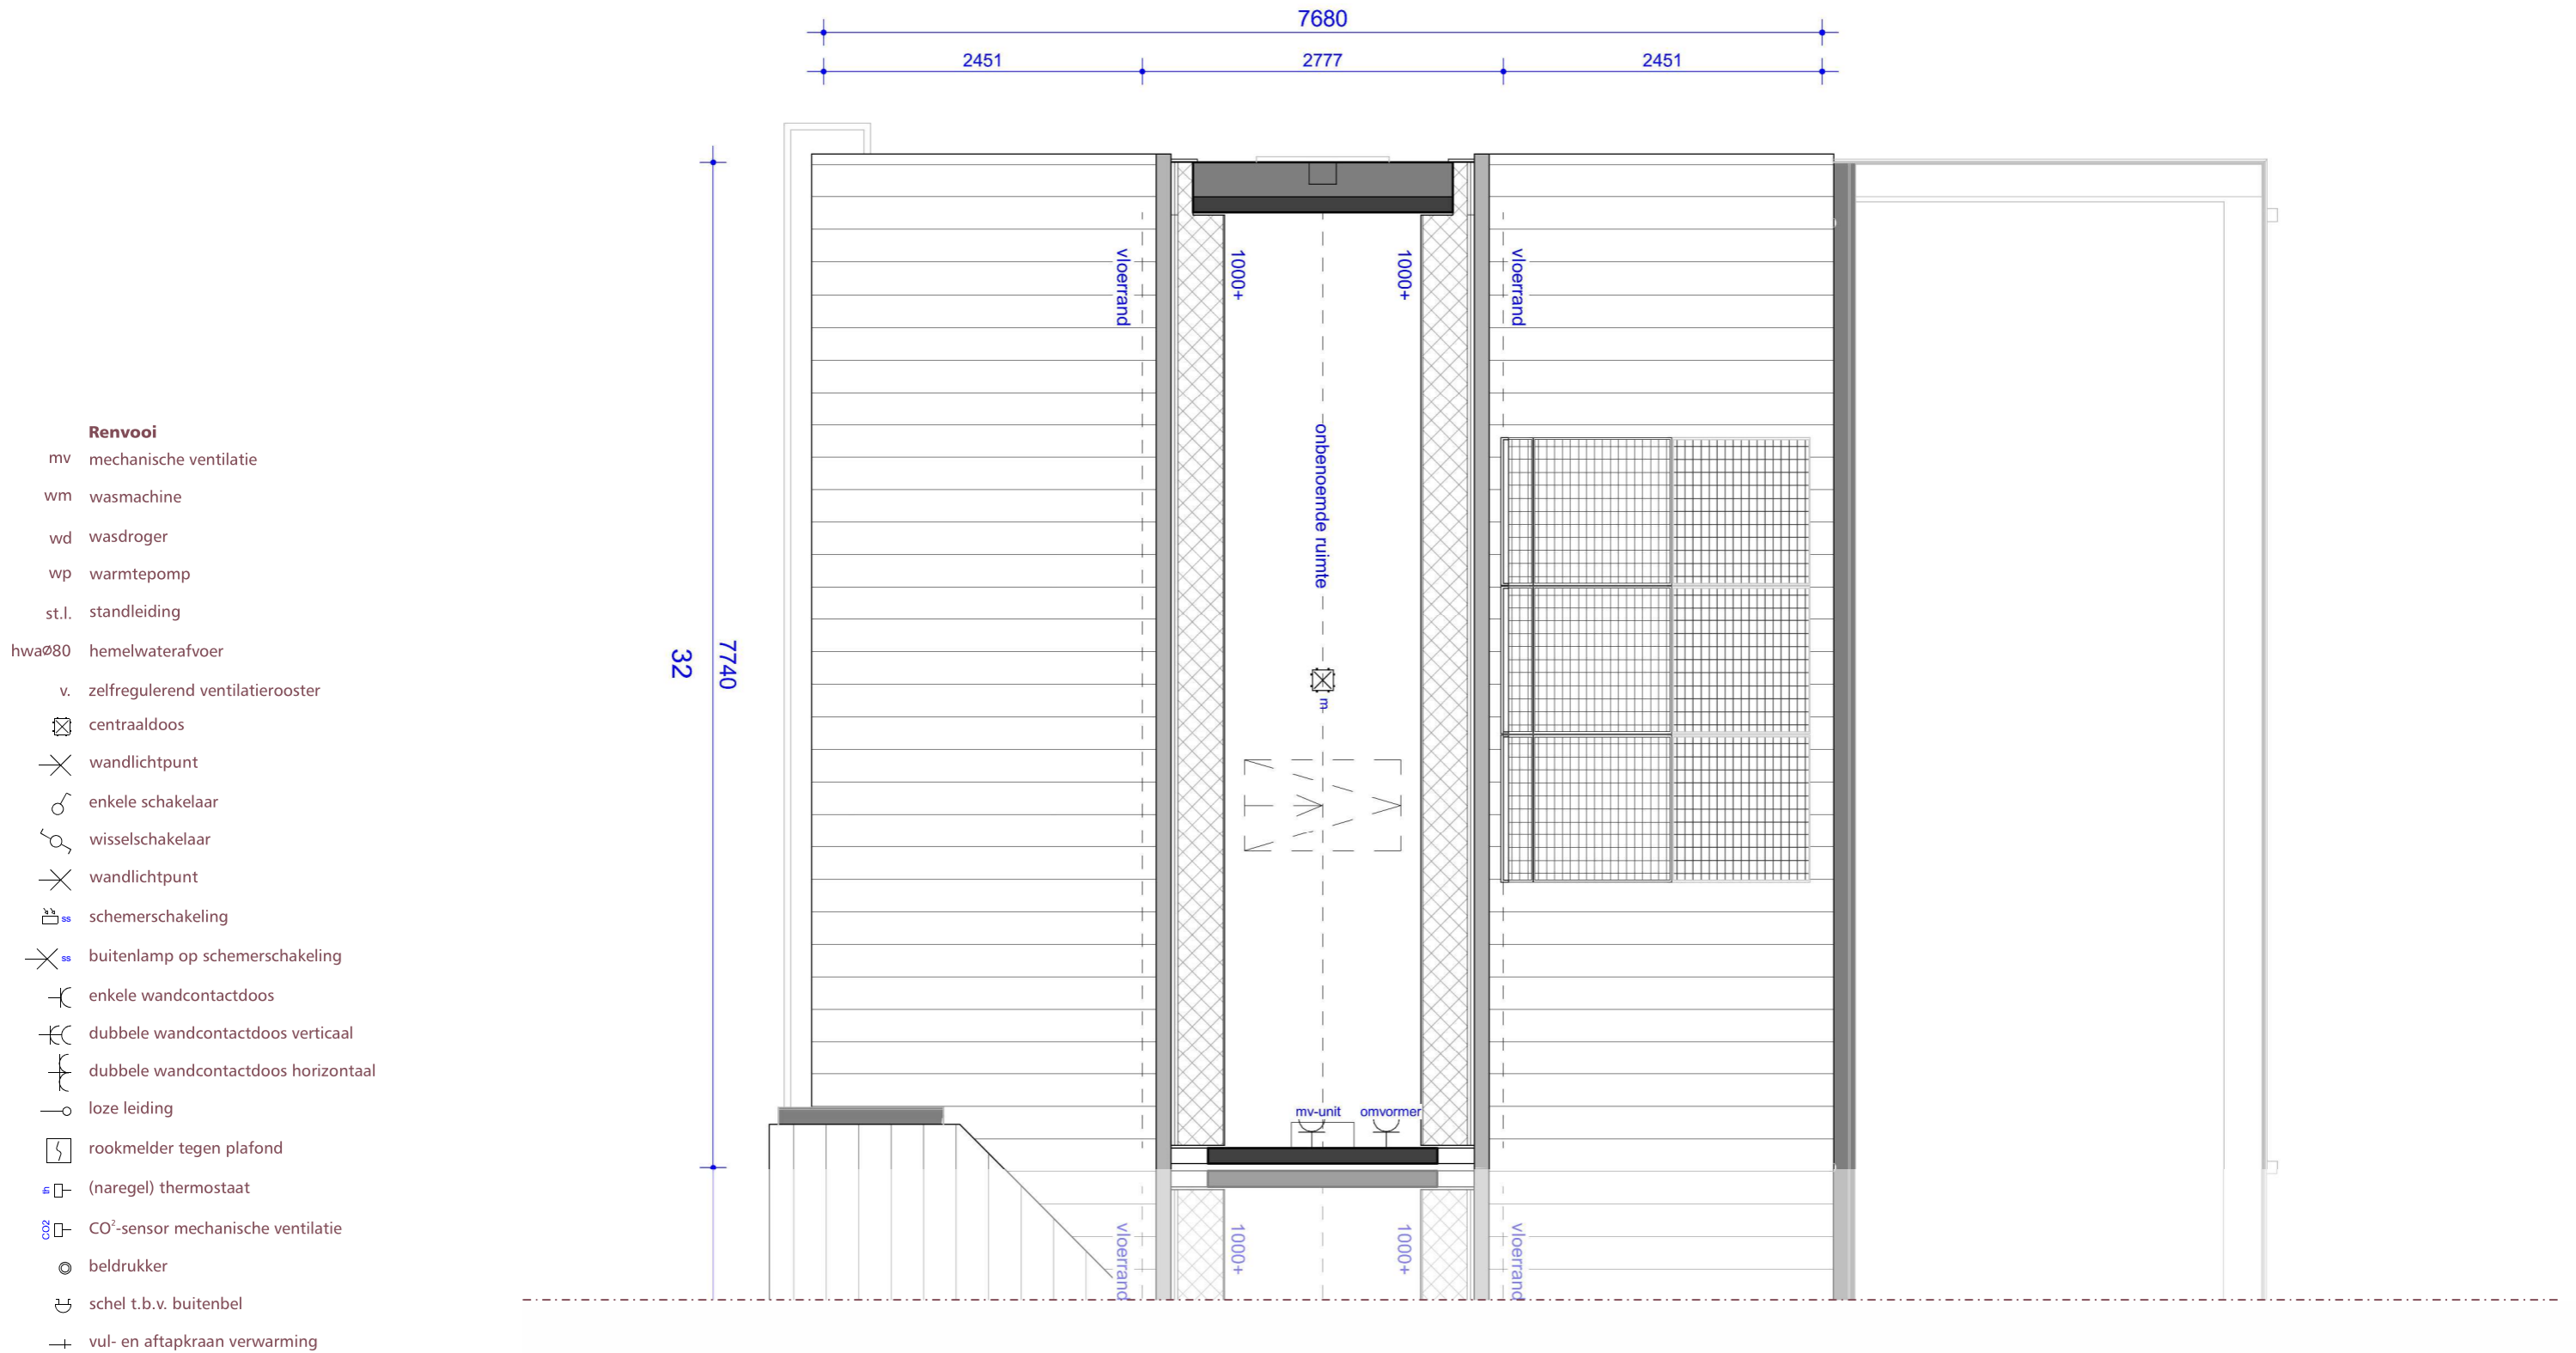 7680
2451 2777 2451
vloerrand
1000+
1000+
vloerrand
onbenoemde ruimte
m
32
7740
mv-unit omvormer
vloerrand
1000+
1000+
vloerrand
Renvooi
mv mechanische ventilatie
wm wasmachine
wd wasdroger
wp warmtepomp
st.l. standleiding
hwaØ80 hemelwaterafvoer
v. zelfregulerend ventilatierooster
centraaldoos
wandlichtpunt
enkele schakelaar
wisselschakelaar
wandlichtpunt
ss schemerschakeling
ss buitenlamp op schemerschakeling
enkele wandcontactdoos
dubbele wandcontactdoos verticaal
dubbele wandcontactdoos horizontaal
loze leiding
rookmelder tegen plafond
th (naregel) thermostaat
CO2 CO²-sensor mechanische ventilatie
beldrukker
schel t.b.v. buitenbel
vul- en aftapkraan verwarming